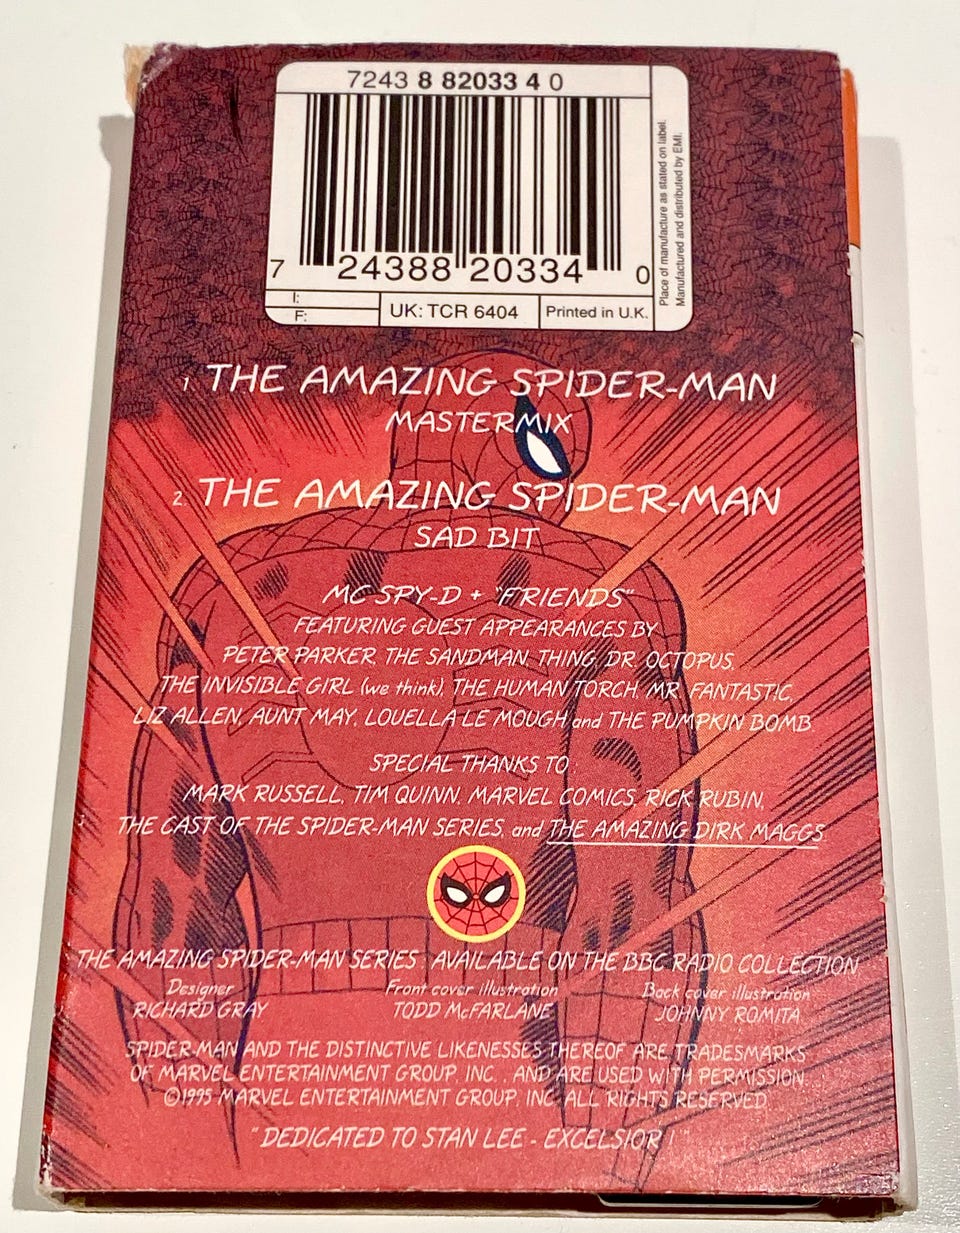 7243 8 82033 4 0
7 24388 20334 0
I:
F:
UK: TCR 6404
Printed in U.K.
Place of manufacture as stated on label.
Manufactured and distributed by EMI.
1. THE AMAZING SPIDER-MAN
MASTERMIX
2. THE AMAZING SPIDER-MAN
SAD BIT
MC SPY-D + "FRIENDS"
FEATURING GUEST APPEARANCES BY
PETER PARKER, THE SANDMAN, THING, DR. OCTOPUS,
THE INVISIBLE GIRL (we think), THE HUMAN TORCH, MR. FANTASTIC,
LIZ ALLEN, AUNT MAY, LOUELLA LE MOUGH and THE PUMPKIN BOMB
SPECIAL THANKS TO
MARK RUSSELL, TIM QUINN, MARVEL COMICS, RICK RUBIN,
THE CAST OF THE SPIDER-MAN SERIES, and THE AMAZING DIRK MAGGS
THE AMAZING SPIDER-MAN SERIES AVAILABLE ON THE BBC RADIO COLLECTION
Designer
RICHARD GRAY
Front cover illustration
TODD McFARLANE
Back cover illustration
JOHNNY ROMITA
SPIDER-MAN AND THE DISTINCTIVE LIKENESSES THEREOF ARE TRADESMARKS
OF MARVEL ENTERTAINMENT GROUP, INC., AND ARE USED WITH PERMISSION.
©1995 MARVEL ENTERTAINMENT GROUP, INC. ALL RIGHTS RESERVED.
"DEDICATED TO STAN LEE - EXCELSIOR!"